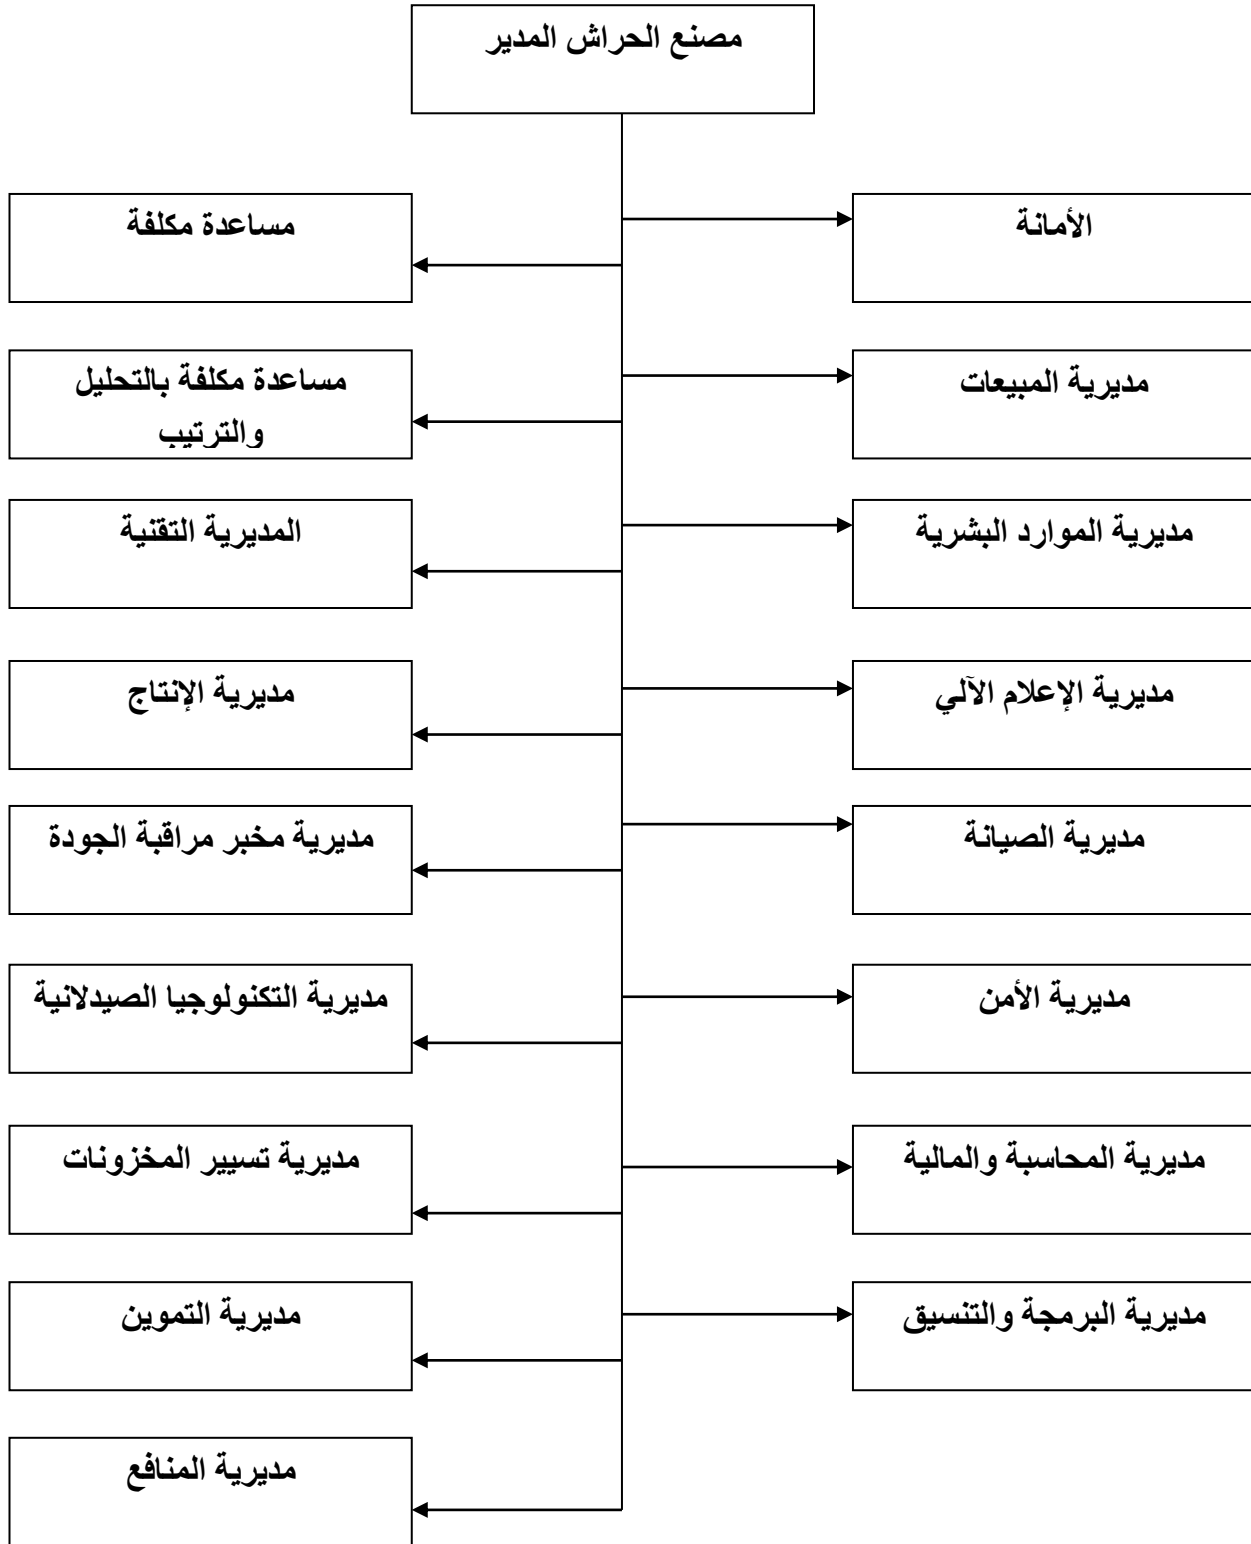 مصنع الحراش المدير
الأمانة
مساعدة مكلفة
مديرية المبيعات
مساعدة مكلفة بالتحليل
والترتيب
مديرية الموارد البشرية
المديرية التقنية
مديرية الإعلام الآلي
مديرية الإنتاج
مديرية الصيانة
مديرية مخبر مراقبة الجودة
مديرية الأمن
مديرية التكنولوجيا الصيدلانية
مديرية المحاسبة والمالية
مديرية تسيير المخزونات
مديرية البرمجة والتنسيق
مديرية التموين
مديرية المنافع